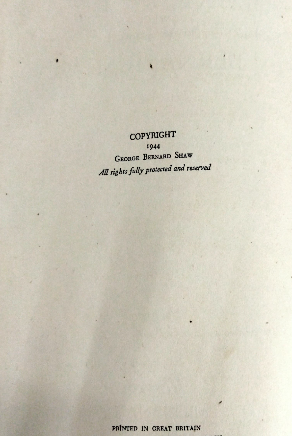 COPYRIGHT
1944
GEORGE BERNARD SHAW
All rights fully protected and reserved
PRINTED IN GREAT BRITAIN